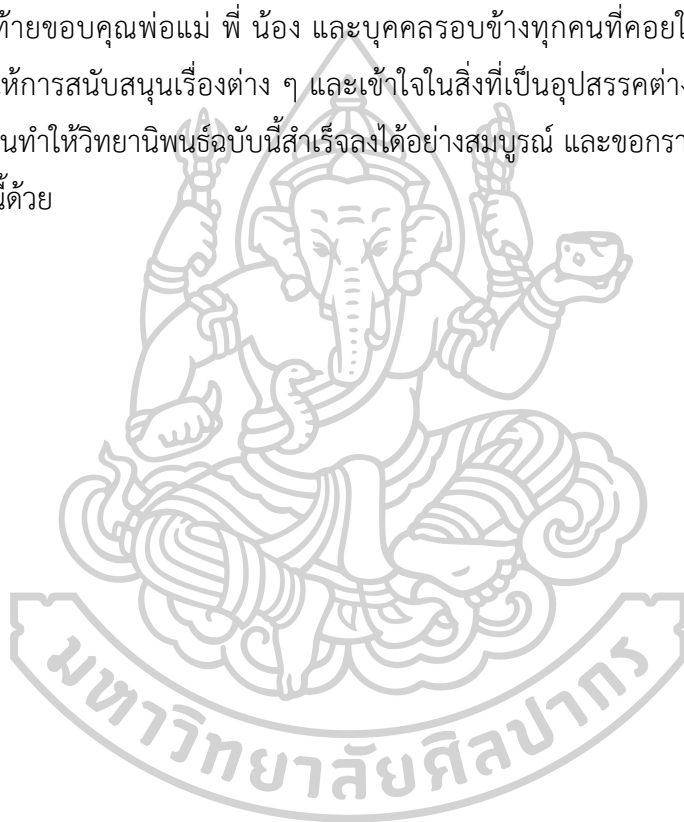 ท้ายขอบคุณพ่อแม่ พี่ น้อง และบุคคลรอบข้างทุกคนที่คอยใ
ห้การสนับสนุนเรื่องต่าง ๆ และเข้าใจในสิ่งที่เป็นอุปสรรคต่าง
นทำให้วิทยานิพนธ์ฉบับนี้สำเร็จลงได้อย่างสมบูรณ์ และขอกรา
นี้ด้วย
มหาวิทยาลัยศิลปากร